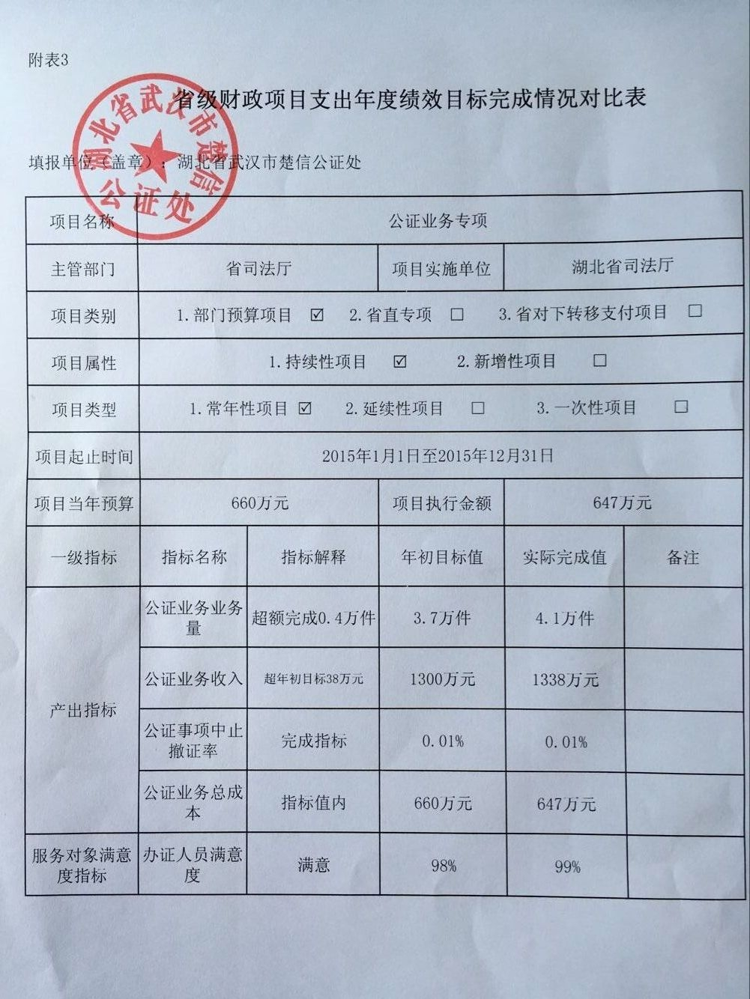 附表3
省级财政项目支出年度绩效目标完成情况对比表
湖北省武汉市楚信
公证处
填报单位(盖章)：湖北省武汉市楚信公证处
项目名称 公证业务专项
主管部门 省司法厅 项目实施单位 湖北省司法厅
项目类别 1.部门预算项目 ☑ 2.省直专项 □ 3.省对下转移支付项目 □
项目属性 1.持续性项目 ☑ 2.新增性项目 □
项目类型 1.常年性项目 ☑ 2.延续性项目 □ 3.一次性项目 □
项目起止时间 2015年1月1日至2015年12月31日
项目当年预算 660万元 项目执行金额 647万元
一级指标 指标名称 指标解释 年初目标值 实际完成值 备注
产出指标
公证业务业务
量
超额完成0.4万件 3.7万件 4.1万件
公证业务收入 超年初目标38万元 1300万元 1338万元
公证事项中止
撤证率
完成指标 0.01% 0.01%
公证业务总成
本
指标值内 660万元 647万元
服务对象满意
度指标
办证人员满意
度
满意 98% 99%